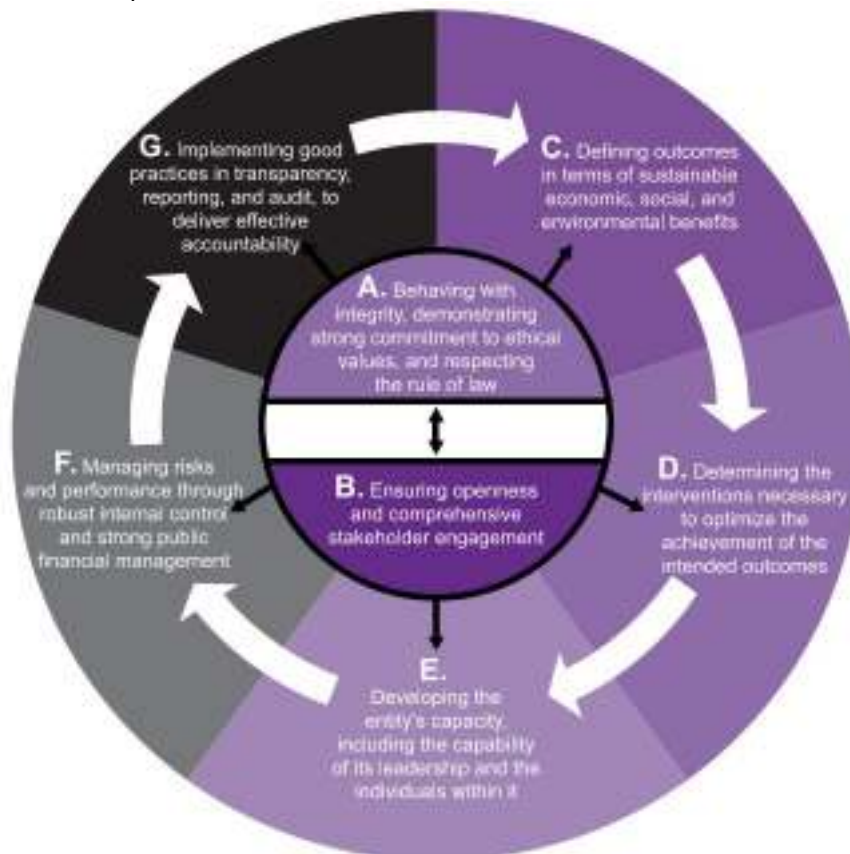 A. Behaving with
integrity, demonstrating
strong commitment to ethical
values, and respecting
the rule of law
B. Ensuring openness
and comprehensive
stakeholder engagement
C. Defining outcomes
in terms of sustainable
economic, social, and
environmental benefits
D. Determining the
interventions necessary
to optimize the
achievement of the
intended outcomes
E.
Developing the
entity's capacity,
including the capability
of its leadership and the
individuals within it
F. Managing risks
and performance through
robust internal control
and strong public
financial management
G. Implementing good
practices in transparency,
reporting, and audit, to
deliver effective
accountability